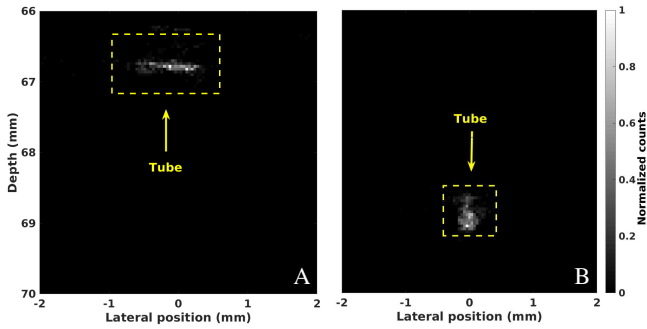 66
67
68
69
70
Depth (mm)
Tube
A
-2
-1
0
1
2
Lateral position (mm)
Tube
B
-2
-1
0
1
2
Lateral position (mm)
1
0.8
0.6
0.4
0.2
0
Normalized counts